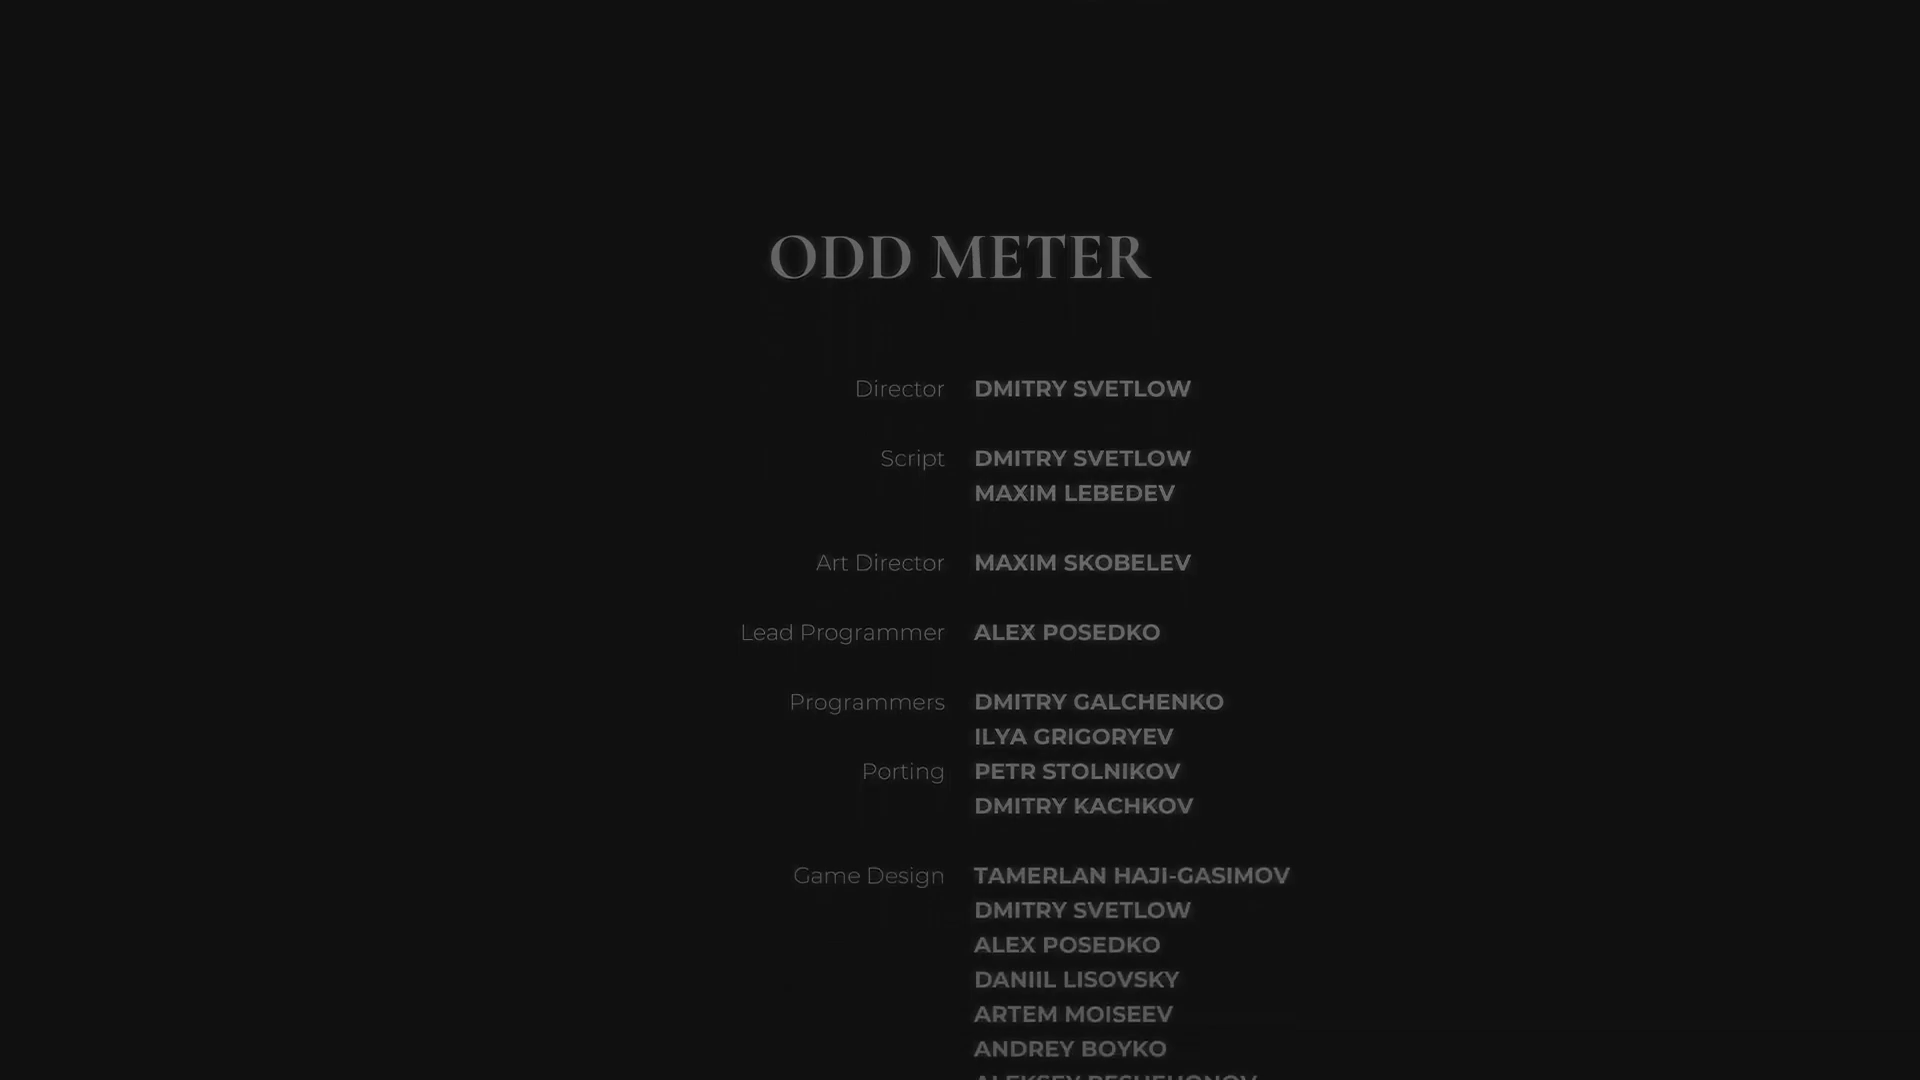 ODD METER
Director DMITRY SVETLOW
Script DMITRY SVETLOW
MAXIM LEBEDEV
Art Director MAXIM SKOBELEV
Lead Programmer ALEX POSEDKO
Programmers DMITRY GALCHENKO
ILYA GRIGORYEV
Porting PETR STOLNIKOV
DMITRY KACHKOV
Game Design TAMERLAN HAJI-GASIMOV
DMITRY SVETLOW
ALEX POSEDKO
DANIIL LISOVSKY
ARTEM MOISEEV
ANDREY BOYKO